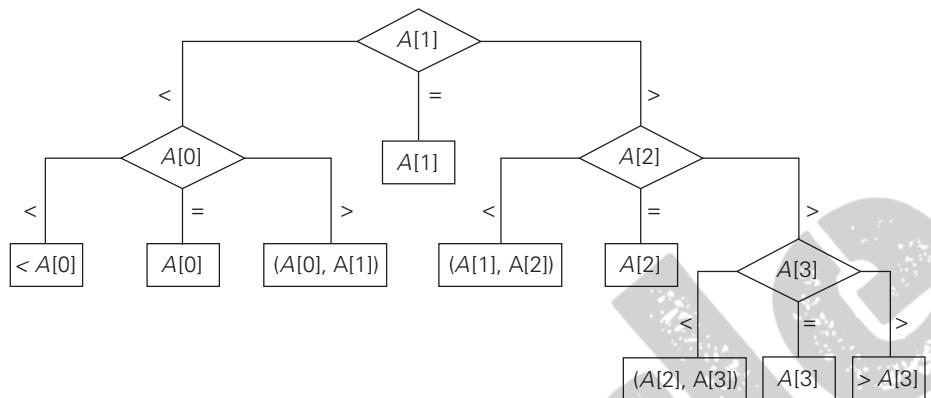 A[1]
< = >
A[0] A[1] A[2]
< = > < = >
< A[0] A[0] (A[0], A[1]) (A[1], A[2]) A[2] A[3]
< = >
(A[2], A[3]) A[3] > A[3]